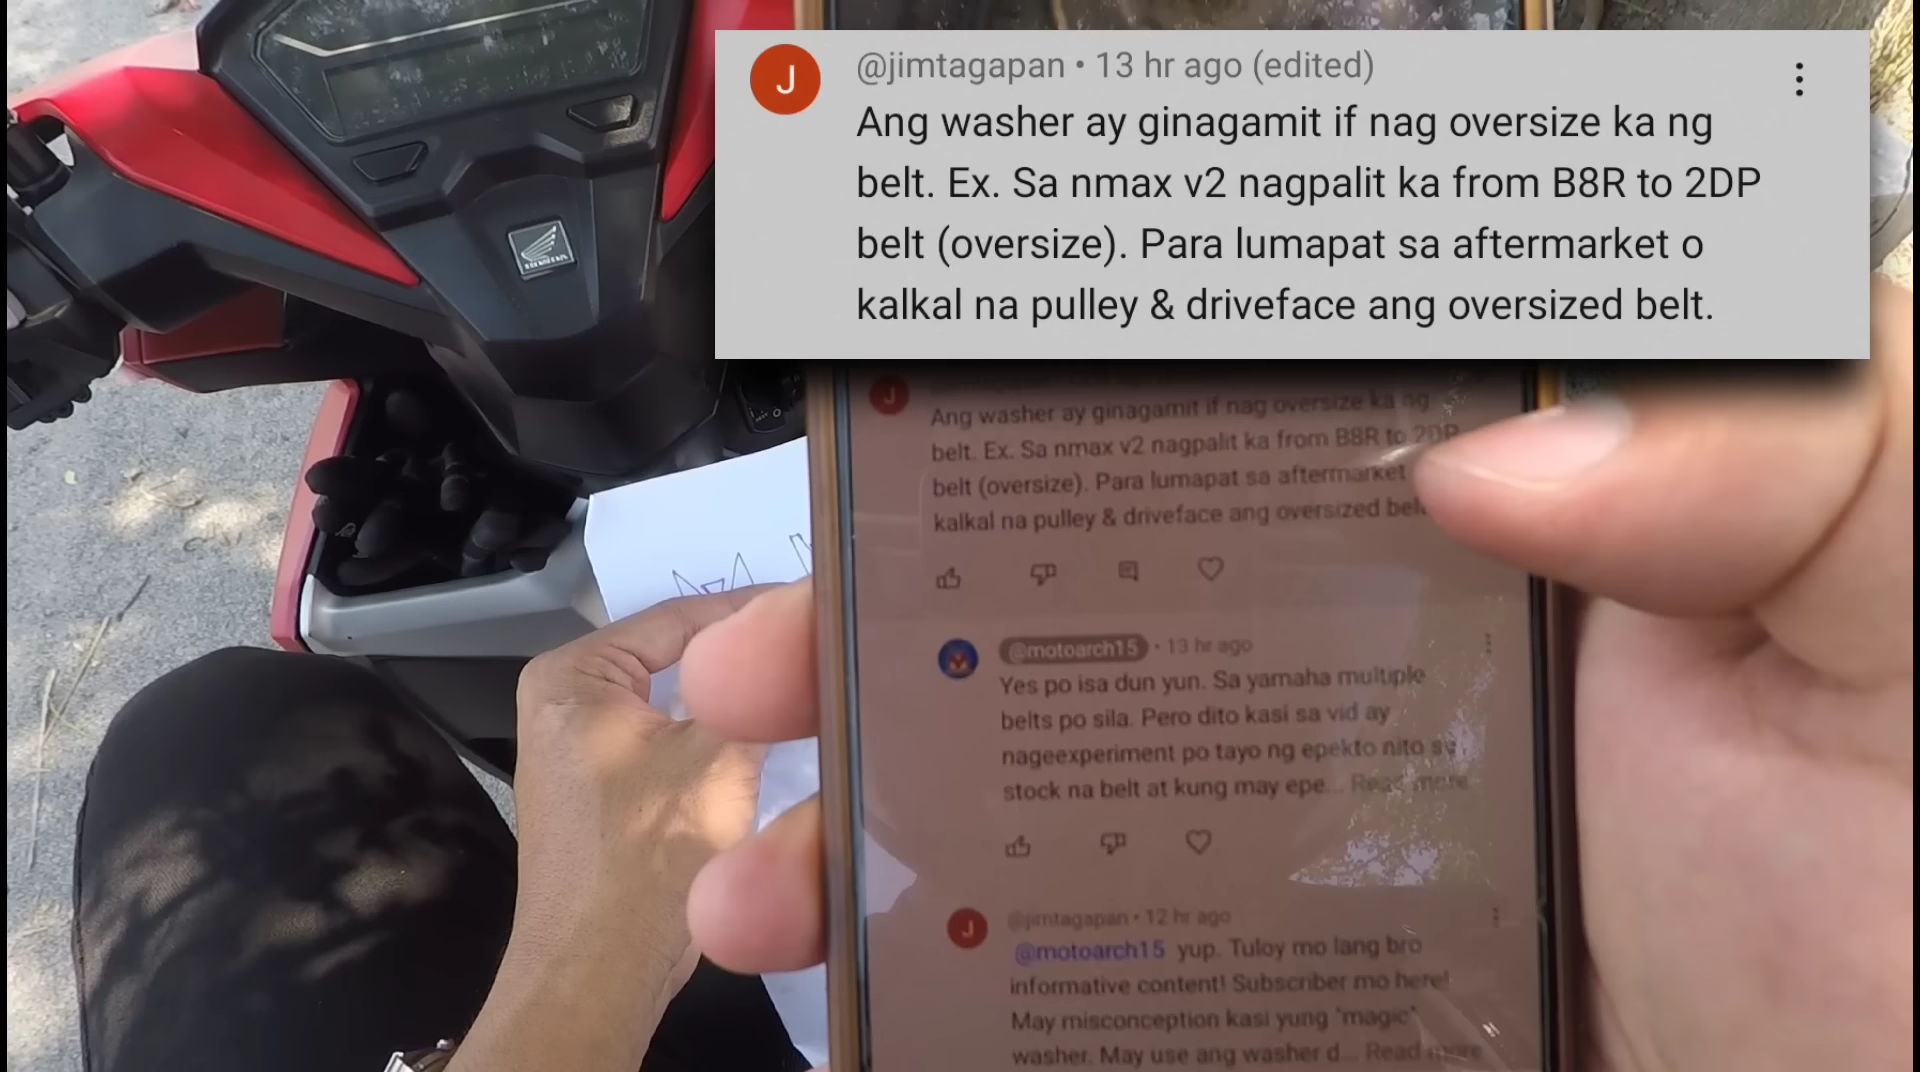 @jimtagapan • 13 hr ago (edited)
Ang washer ay ginagamit if nag oversize ka ng
belt. Ex. Sa nmax v2 nagpalit ka from B8R to 2DP
belt (oversize). Para lumapat sa aftermarket o
kalkal na pulley & driveface ang oversized belt.
J
HONDA
J
Ang washer ay ginagamit if nag oversize ka ng
belt. Ex. Sa nmax v2 nagpalit ka from B8R to 2DP
belt (oversize). Para lumapat sa aftermarket
kalkal na pulley & driveface ang oversized
@motoarch15 • 13 hr ago
Yes po isa dun yun. Sa yamaha multiple
belts po sila. Pero dito kasi sa vid ay
nageexperiment po tayo ng epekto nito sa
stock na belt at kung may epe... Read more
J
@jimtagapan • 12 hr ago
@motoarch15 yup. Tuloy mo lang bro
informative content! Subscriber mo here!
May misconception kasi yung "magic"
washer. May use ang washer d... Read more